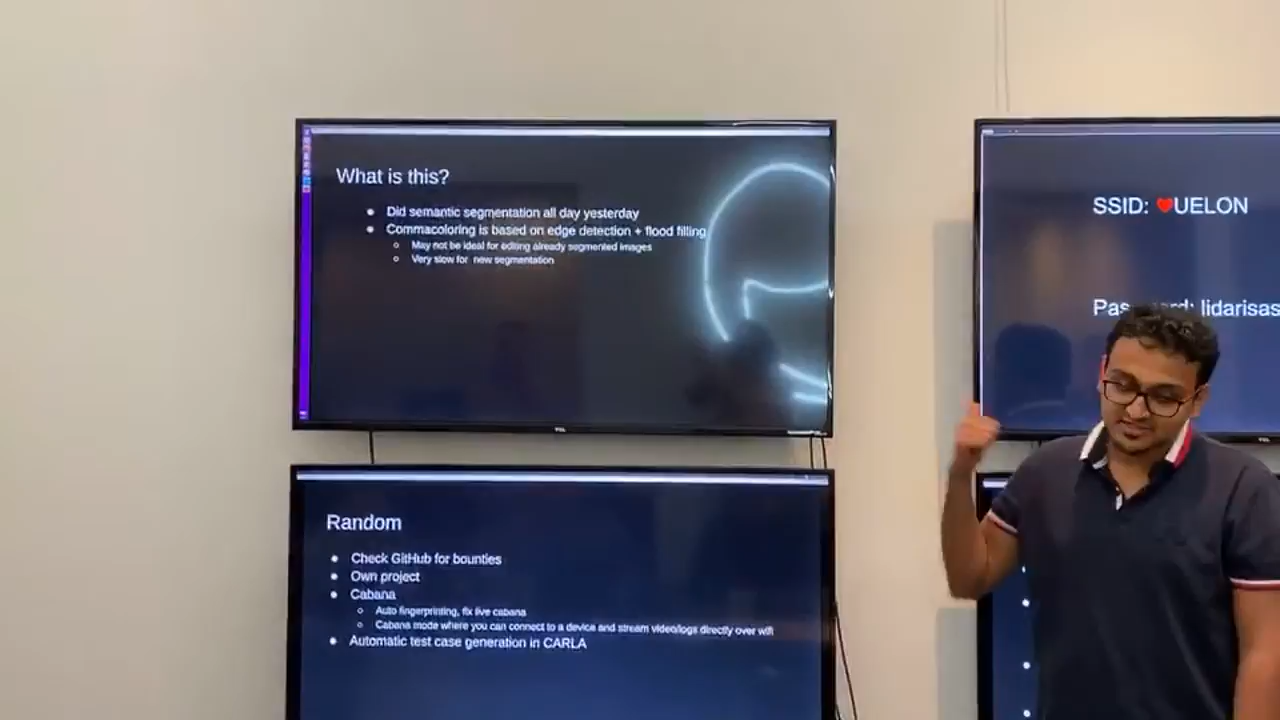 What is this?
● Did semantic segmentation all day yesterday
● Commacoloring is based on edge detection + flood filling
○ May not be ideal for editing already segmented images
○ Very slow for new segmentation
TCL
SSID: ❤UELON
lidarisas
TCL
Random
● Check GitHub for bounties
● Own project
● Cabana
○ Auto fingerprinting, fix live cabana
○ Cabana mode where you can connect to a device and stream video/logs directly over wifi
● Automatic test case generation in CARLA